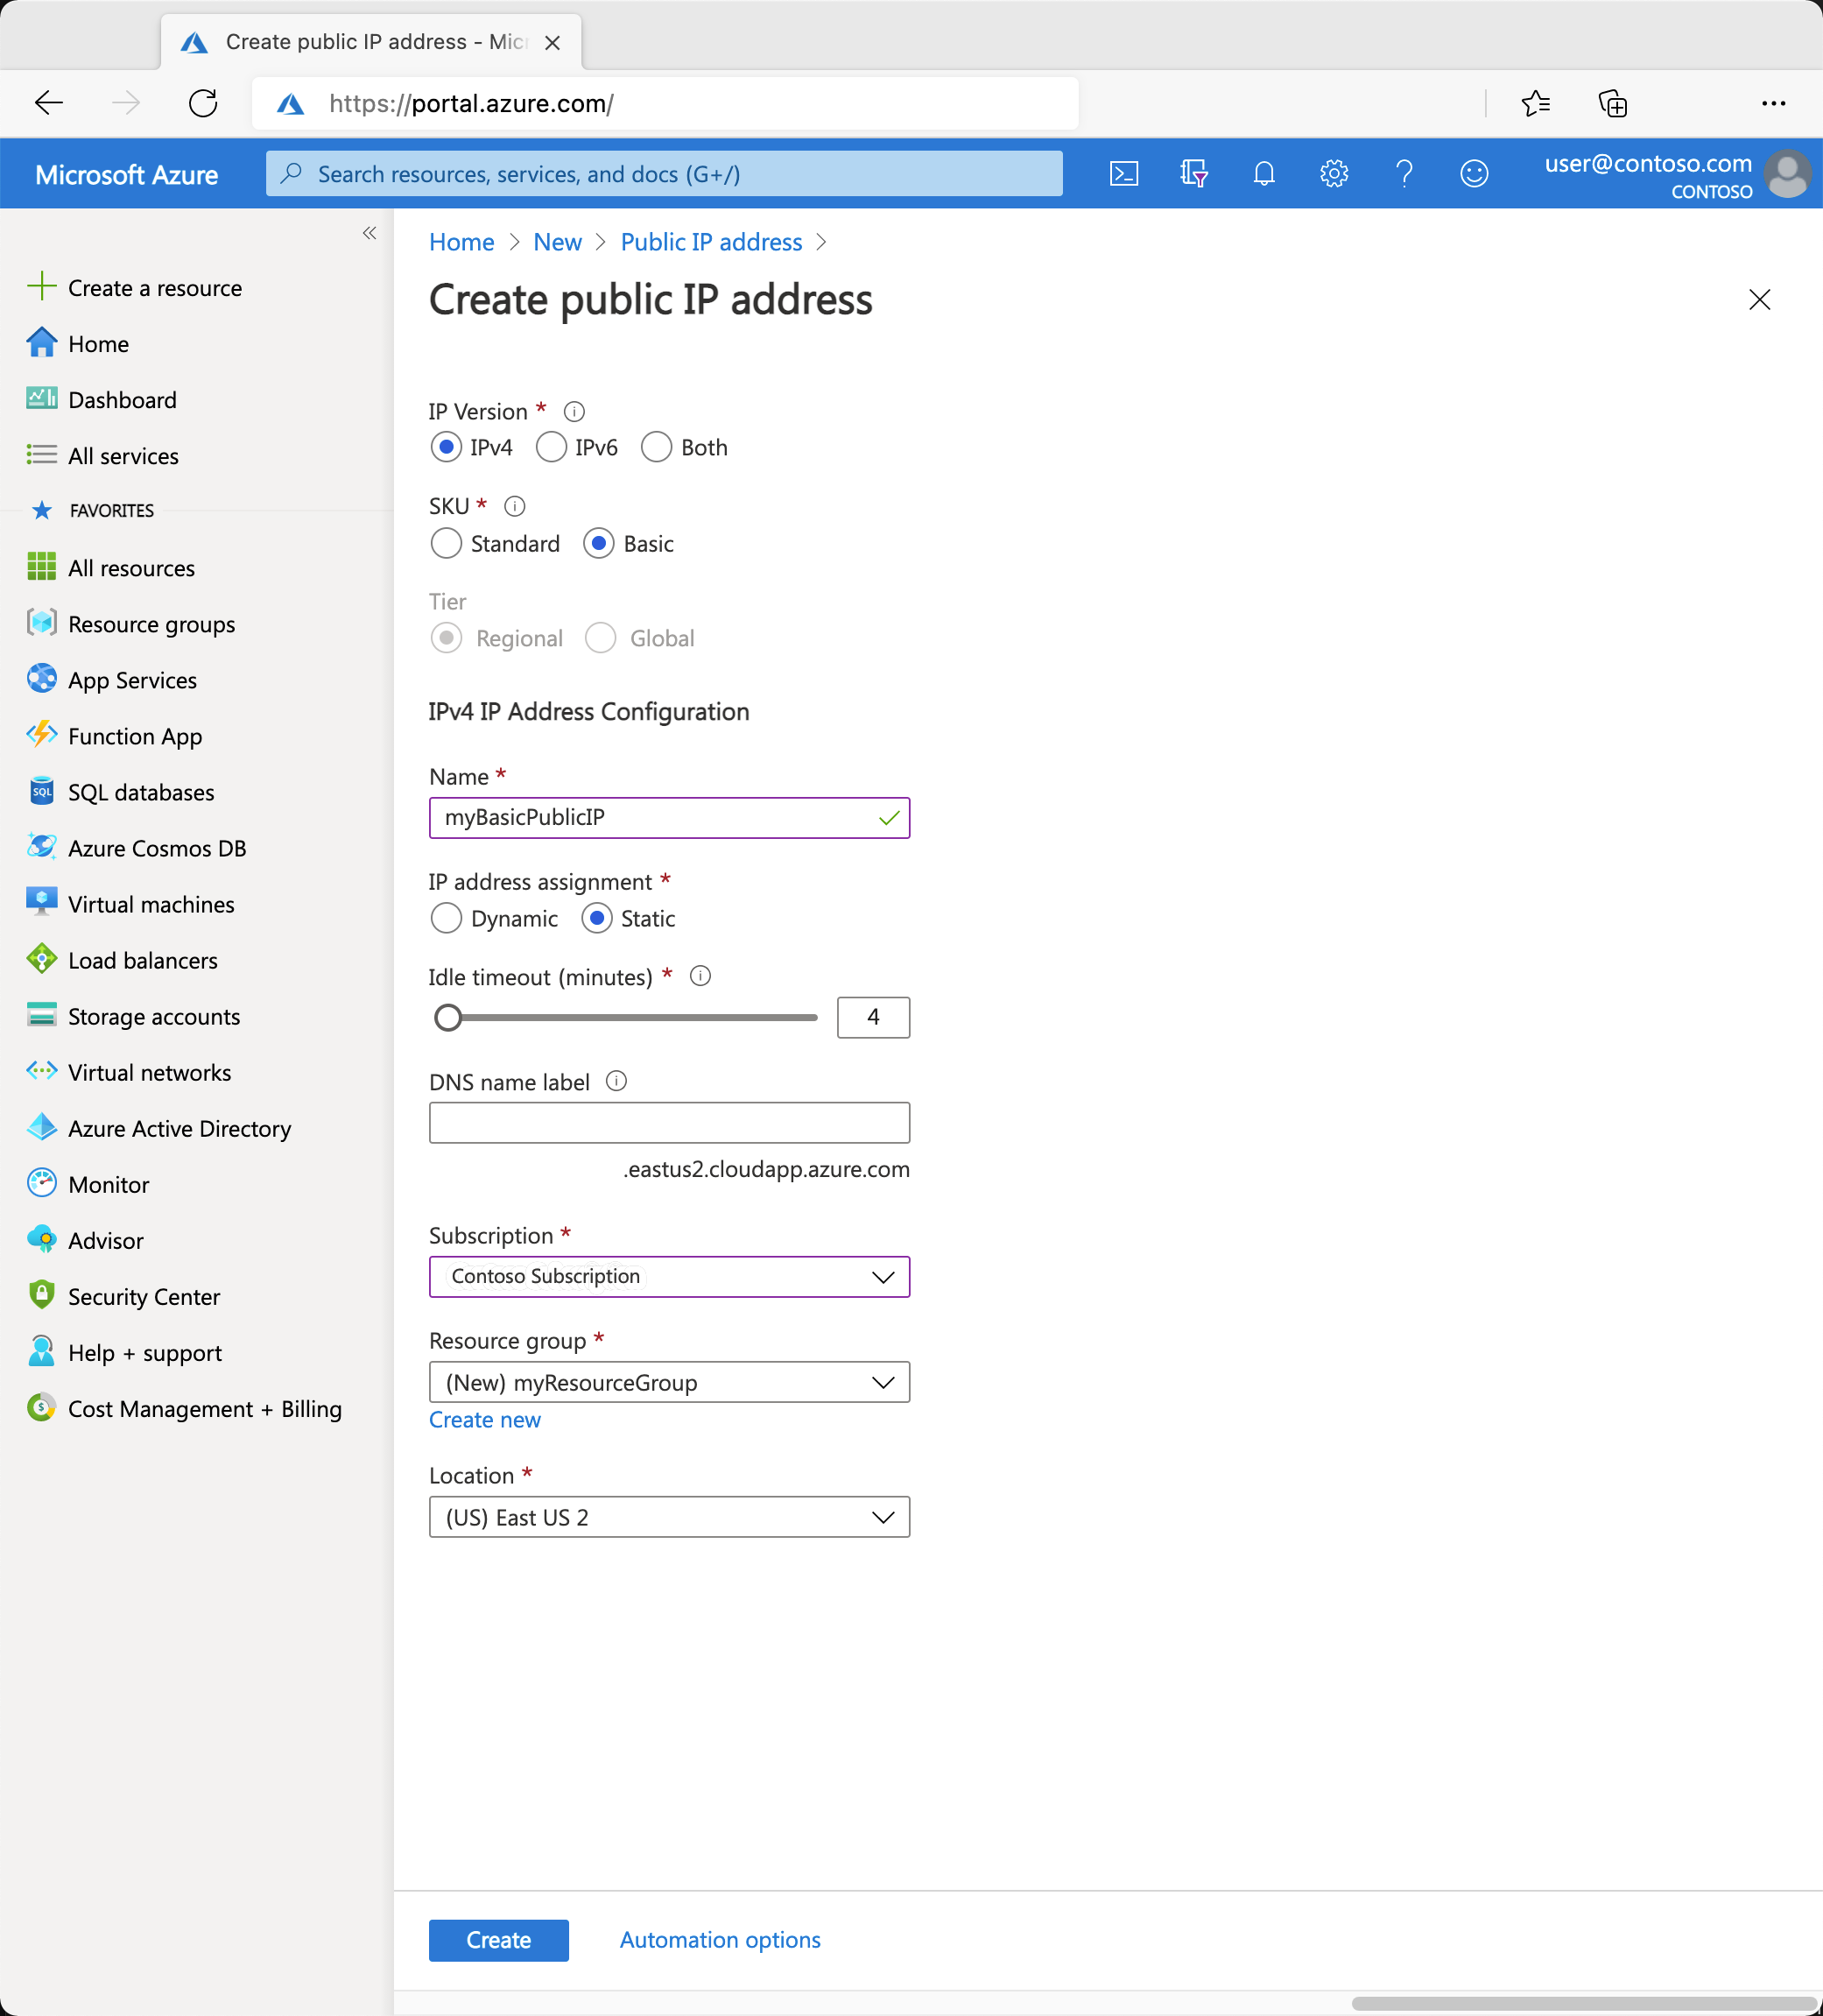 Create public IP address - Mic
https://portal.azure.com/
Microsoft Azure
Search resources, services, and docs (G+/)
user@contoso.com
CONTOSO
Create a resource
Home
Dashboard
All services
FAVORITES
All resources
Resource groups
App Services
Function App
SQL
SQL databases
Azure Cosmos DB
Virtual machines
Load balancers
Storage accounts
Virtual networks
Azure Active Directory
Monitor
Advisor
Security Center
Help + support
Cost Management + Billing
Home > New > Public IP address >
Create public IP address
IP Version *
IPv4 IPv6 Both
SKU *
Standard Basic
Tier
Regional Global
IPv4 IP Address Configuration
Name *
myBasicPublicIP
IP address assignment *
Dynamic Static
Idle timeout (minutes) *
4
DNS name label
.eastus2.cloudapp.azure.com
Subscription *
Contoso Subscription
Resource group *
(New) myResourceGroup
Create new
Location *
(US) East US 2
Create Automation options